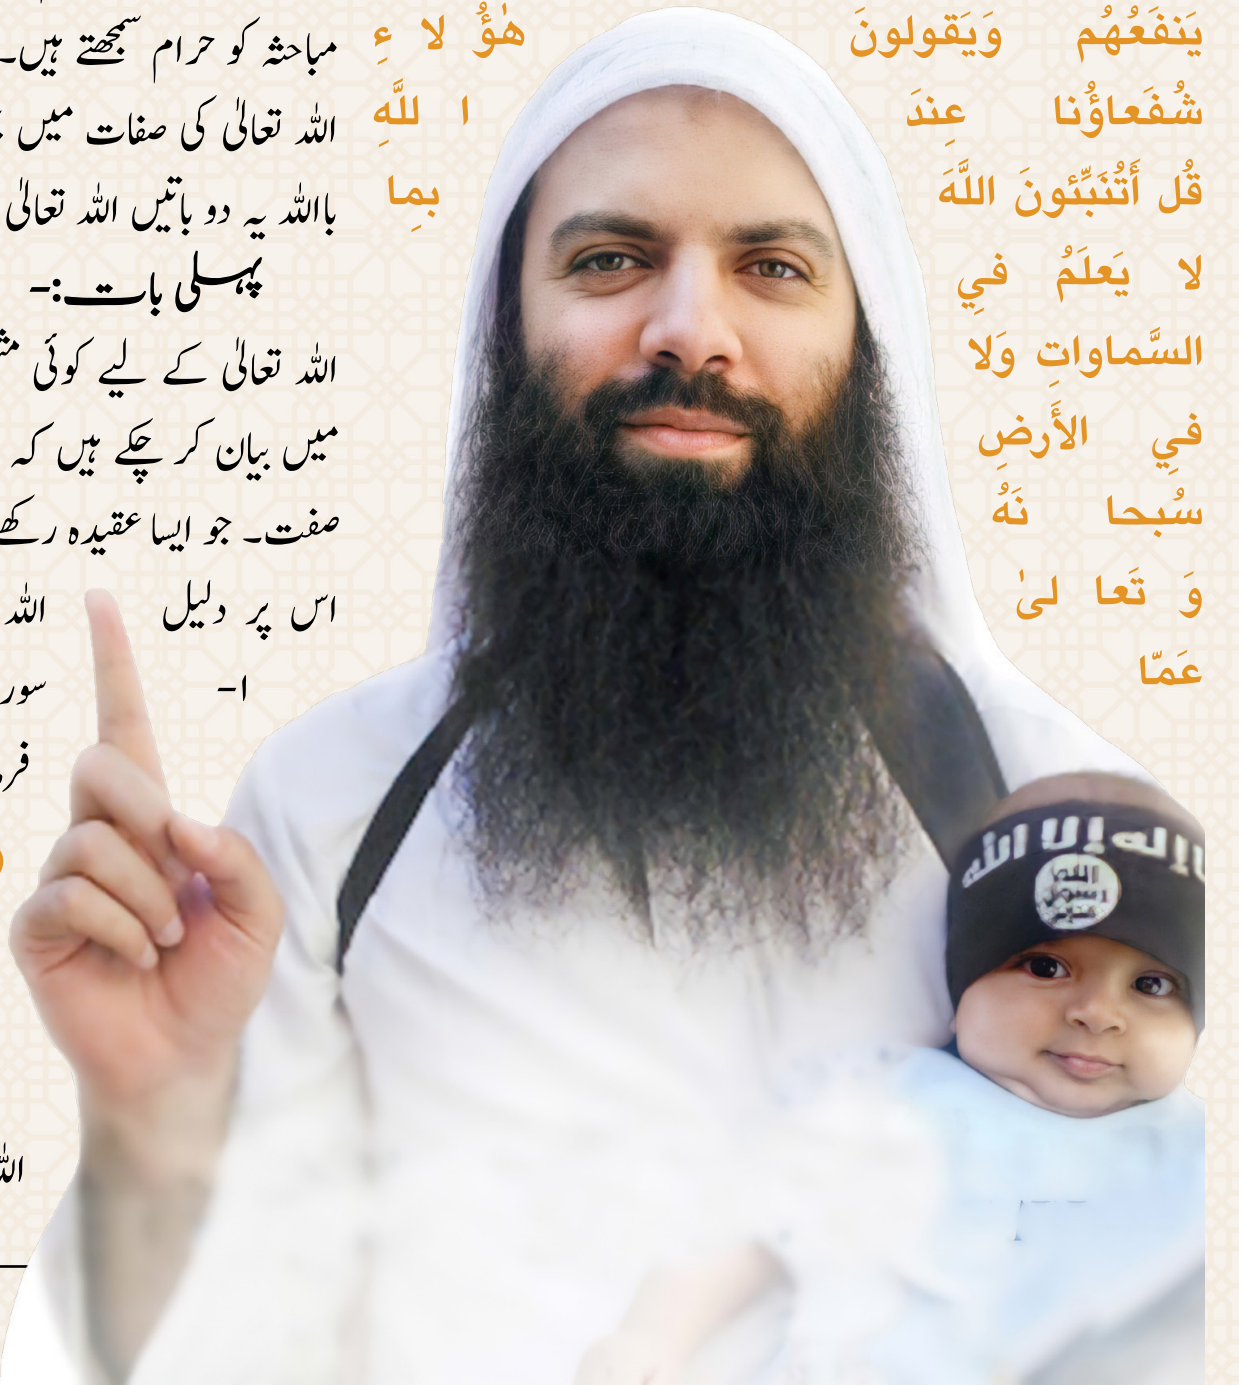 يَنفَعُهُم وَيَقولونَ هٰؤُ لا ءِ
شُفَعاؤُنا عِندَ ا للَّهِ
قُل أَتُنَبِّئونَ اللَّهَ بِما
لا يَعلَمُ فِي
السَّماواتِ وَلا
فِي الأَرضِ
سُبحا نَهُ
وَ تَعا لىٰ
عَمّا
مباحثہ کو حرام سمجھتے ہیں۔
اللہ تعالیٰ کی صفات میں
باللہ یہ دو باتیں اللہ تعالیٰ
پہلی بات:-
اللہ تعالیٰ کے لیے کوئی
میں بیان کر چکے ہیں کہ
صفت۔ جو ایسا عقیدہ
اس پر دلیل اللہ
ا-
لا إله إلا الله
الله
رسول
محمد